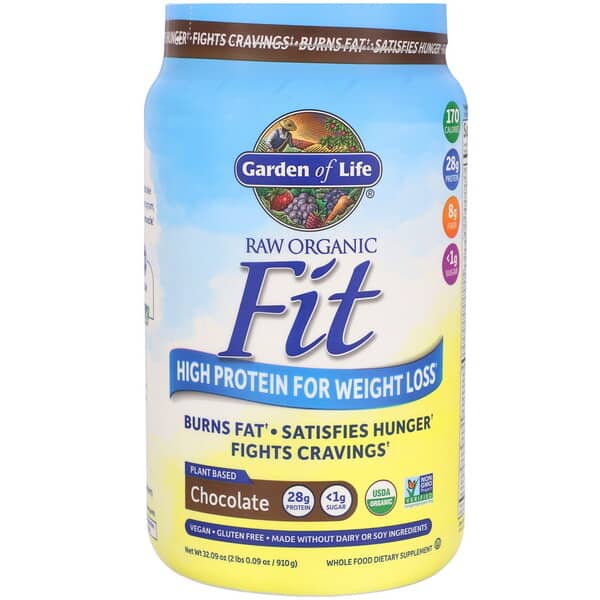 HUNGER† • FIGHTS CRAVINGS† • BURNS FAT† • SATISFIES HUNGER†
Garden of Life®
RAW ORGANIC
Fit
HIGH PROTEIN FOR WEIGHT LOSS†
BURNS FAT† • SATISFIES HUNGER†
FIGHTS CRAVINGS†
PLANT BASED
Chocolate
28g
PROTEIN
<1g
SUGAR
USDA
ORGANIC
NON
GMO
Project
VERIFIED
VEGAN • GLUTEN FREE • MADE WITHOUT DAIRY OR SOY INGREDIENTS
Net Wt 32.09 oz (2 lbs 0.09 oz / 910 g)
WHOLE FOOD DIETARY SUPPLEMENT
170
CALORIES
28g
PROTEIN
8g
<1g
SUGAR